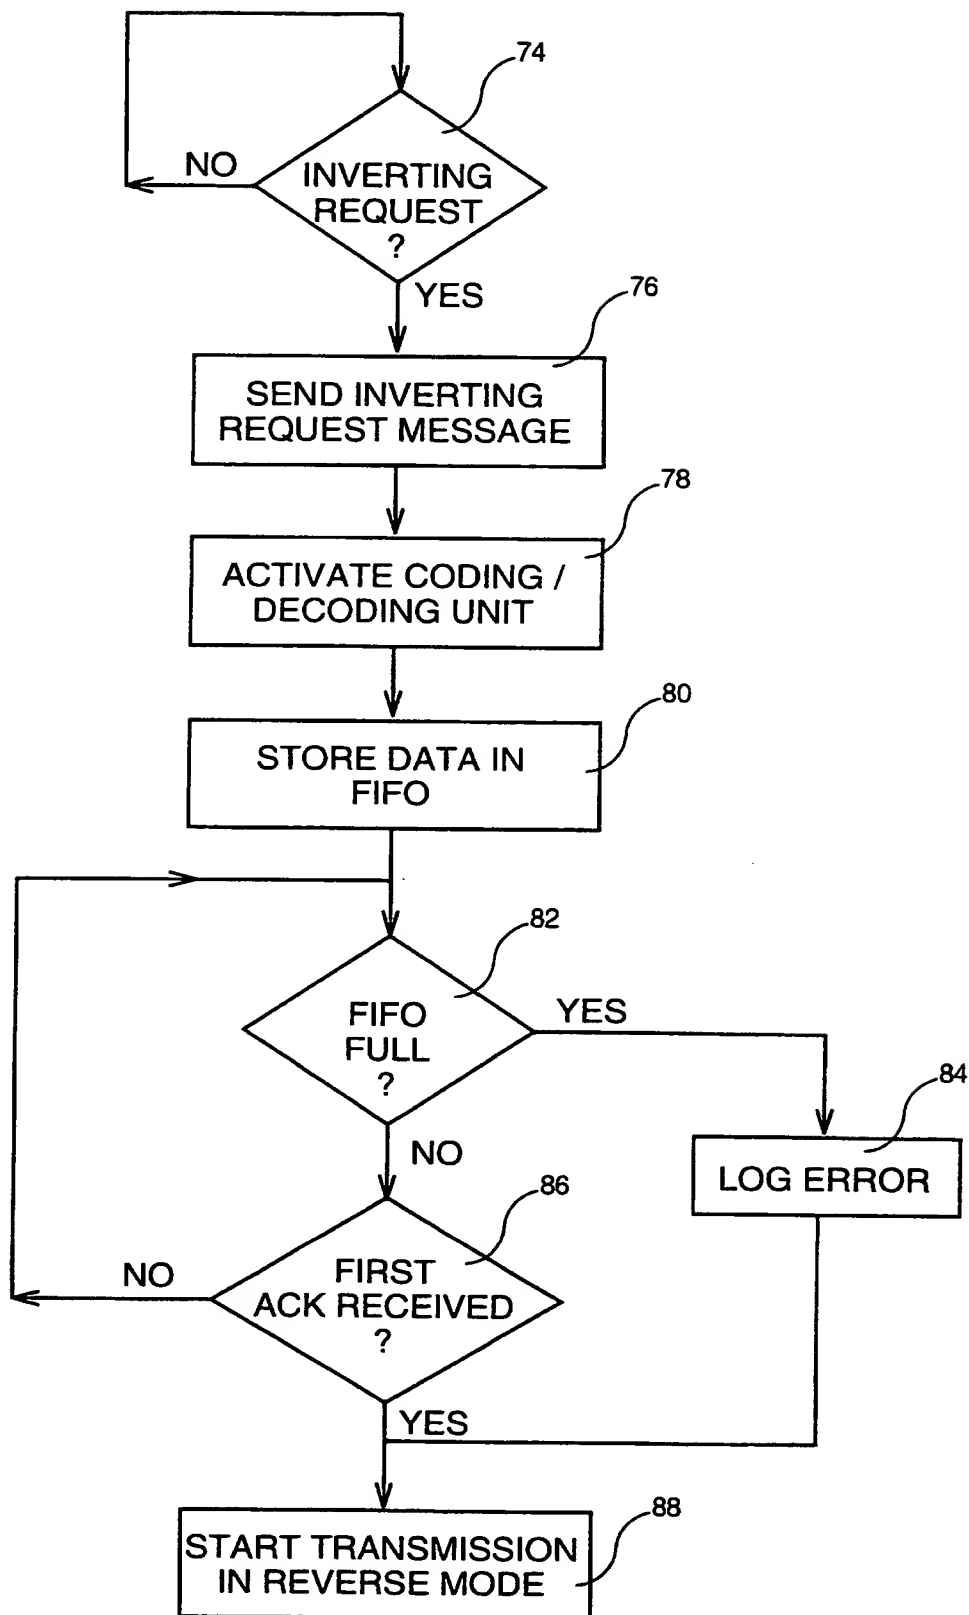 74
NO
INVERTING
REQUEST
?
YES
76
SEND INVERTING
REQUEST MESSAGE
78
ACTIVATE CODING /
DECODING UNIT
80
STORE DATA IN
FIFO
82
FIFO
FULL
?
YES
84
LOG ERROR
NO
86
NO
FIRST
ACK RECEIVED
?
YES
88
START TRANSMISSION
IN REVERSE MODE